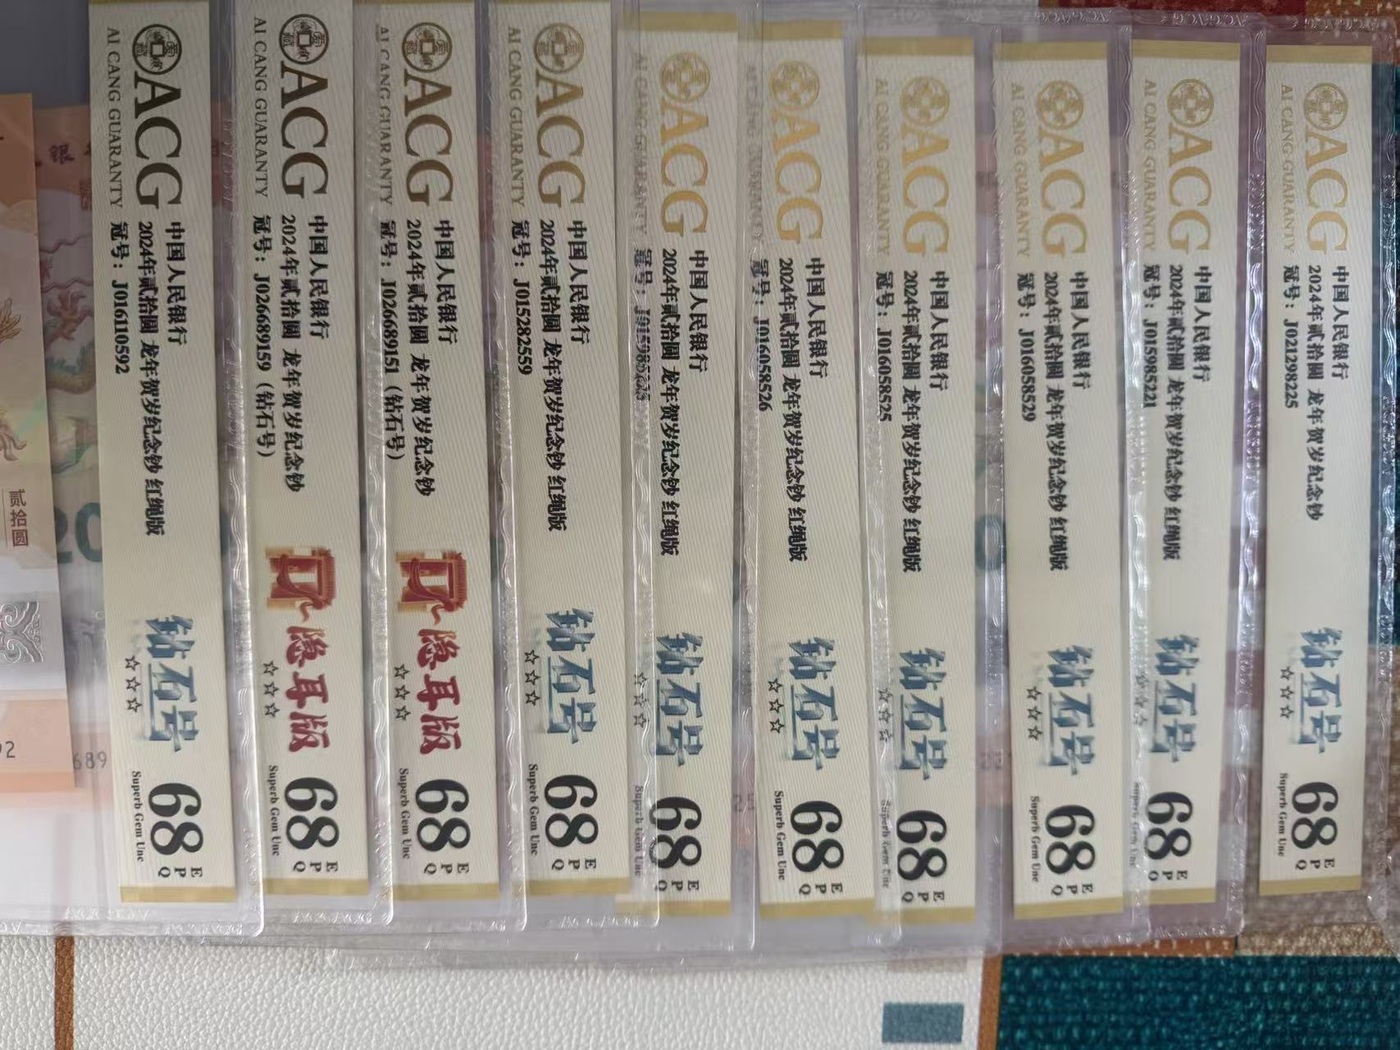 ACG
AI CANG GUARANTY
中国人民银行
2024年贰拾圆 龙年贺岁纪念钞 红绳版
冠号：J016110592
钻石号
☆☆☆
68
EPQ
Superb Gem Unc
ACG
AI CANG GUARANTY
中国人民银行
2024年贰拾圆 龙年贺岁纪念钞
冠号：J026689159（钻石号）
隐耳版
☆☆☆
68
EPQ
Superb Gem Unc
ACG
AI CANG GUARANTY
中国人民银行
2024年贰拾圆 龙年贺岁纪念钞
冠号：J026689151（钻石号）
隐耳版
☆☆☆
68
EPQ
Superb Gem Unc
ACG
AI CANG GUARANTY
中国人民银行
2024年贰拾圆 龙年贺岁纪念钞 红绳版
冠号：J015282559
钻石号
☆☆☆
68
EPQ
Superb Gem Unc
ACG
AI CANG GUARANTY
中国人民银行
2024年贰拾圆 龙年贺岁纪念钞 红绳版
冠号：
钻石号
☆☆☆
68
EPQ
Superb Gem Unc
ACG
中国人民银行
2024年贰拾圆 龙年贺岁纪念钞 红绳版
冠号：J016058526
钻石号
☆☆☆
68
EPQ
Superb Gem Unc
ACG
AI CANG GUARANTY
中国人民银行
2024年贰拾圆 龙年贺岁纪念钞 红绳版
冠号：J016058525
钻石号
☆☆☆
68
EPQ
Superb Gem Unc
ACG
AI CANG GUARANTY
中国人民银行
2024年贰拾圆 龙年贺岁纪念钞 红绳版
冠号：J016058529
钻石号
☆☆☆
68
EPQ
Superb Gem Unc
ACG
AI CANG GUARANTY
中国人民银行
2024年贰拾圆 龙年贺岁纪念钞 红绳版
冠号：J015985221
钻石号
☆☆☆
68
EPQ
Superb Gem Unc
ACG
AI CANG GUARANTY
中国人民银行
2024年贰拾圆 龙年贺岁纪念钞
冠号：J021298225
钻石号
☆☆☆
68
EPQ
Superb Gem Unc
贰拾圆
20
689